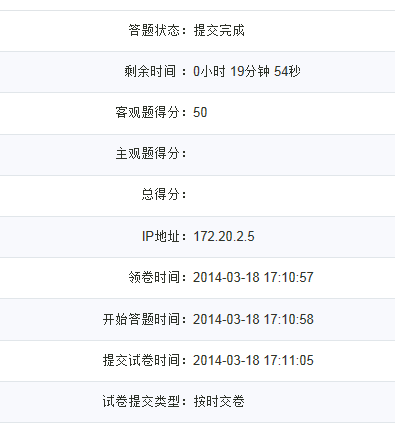 答题状态：提交完成
剩余时间 ：0小时 19分钟 54秒
客观题得分：50
主观题得分：
总得分：
IP地址：172.20.2.5
领卷时间：2014-03-18 17:10:57
开始答题时间：2014-03-18 17:10:58
提交试卷时间：2014-03-18 17:11:05
试卷提交类型：按时交卷